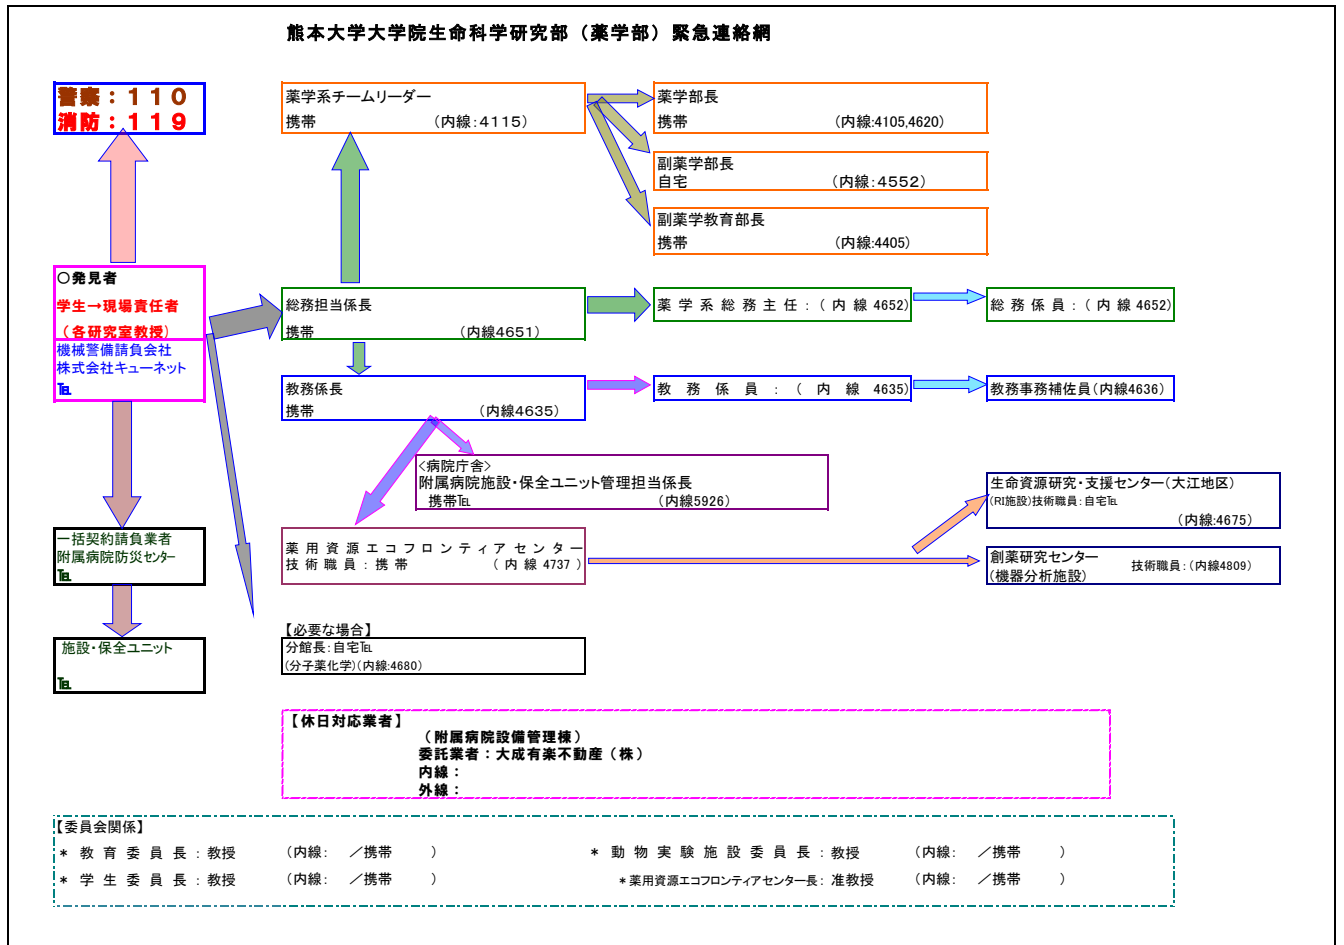 熊本大学大学院生命科学研究部（薬学部）緊急連絡網
警察：１１０
消防：１１９
薬学系チームリーダー
携帯 （内線：4115）
薬学部長
携帯 （内線:4105,4620）
副薬学部長
自宅 （内線：4552）
副薬学教育部長
携帯 （内線:4405）
○発見者
学生→現場責任者
（各研究室教授）
機械警備請負会社
株式会社キューネット
℡
総務担当係長
携帯 （内線4651）
薬学系総務主任：（内線4652）
総務係員：（内線4652）
教務係長
携帯 （内線4635）
教務係員：（内線4635）
教務事務補佐員（内線4636）
<病院庁舎>
附属病院施設・保全ユニット管理担当係長
携帯℡ （内線5926）
一括契約請負業者
附属病院防災センター
℡
薬用資源エコフロンティアセンター
技術職員：携帯 （内線4737）
生命資源研究・支援センター（大江地区）
（RI施設）技術職員：自宅℡
（内線:4675）
創薬研究センター
（機器分析施設） 技術職員：（内線4809）
施設・保全ユニット
℡
【必要な場合】
分館長：自宅℡
（分子薬化学）（内線:4680）
【休日対応業者】
（附属病院設備管理棟）
委託業者：大成有楽不動産（株）
内線：
外線：
【委員会関係】
＊教育委員長：教授 （内線： ／携帯 ） ＊動物実験施設委員長：教授 （内線： ／携帯 ）
＊学生委員長：教授 （内線： ／携帯 ） ＊薬用資源エコフロンティアセンター長：准教授 （内線： ／携帯 ）